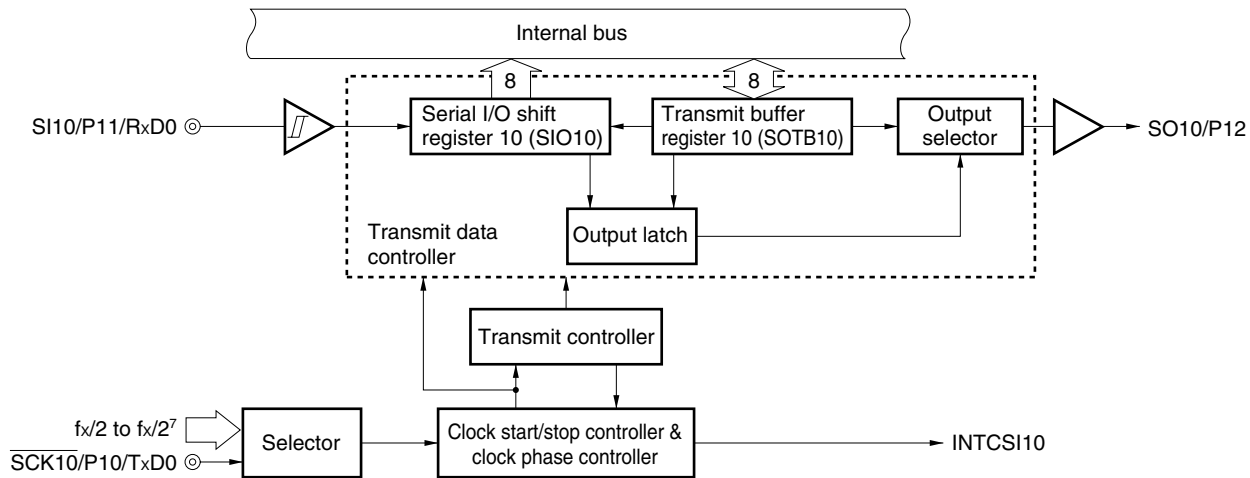 Internal bus
8
8
SI10/P11/RxD0
Serial I/O shift
register 10 (SIO10)
Transmit buffer
register 10 (SOTB10)
Output
selector
SO10/P12
Transmit data
controller
Output latch
Transmit controller
fx/2 to fx/2⁷
SCK10/P10/TxD0
Selector
Clock start/stop controller &
clock phase controller
INTCSI10